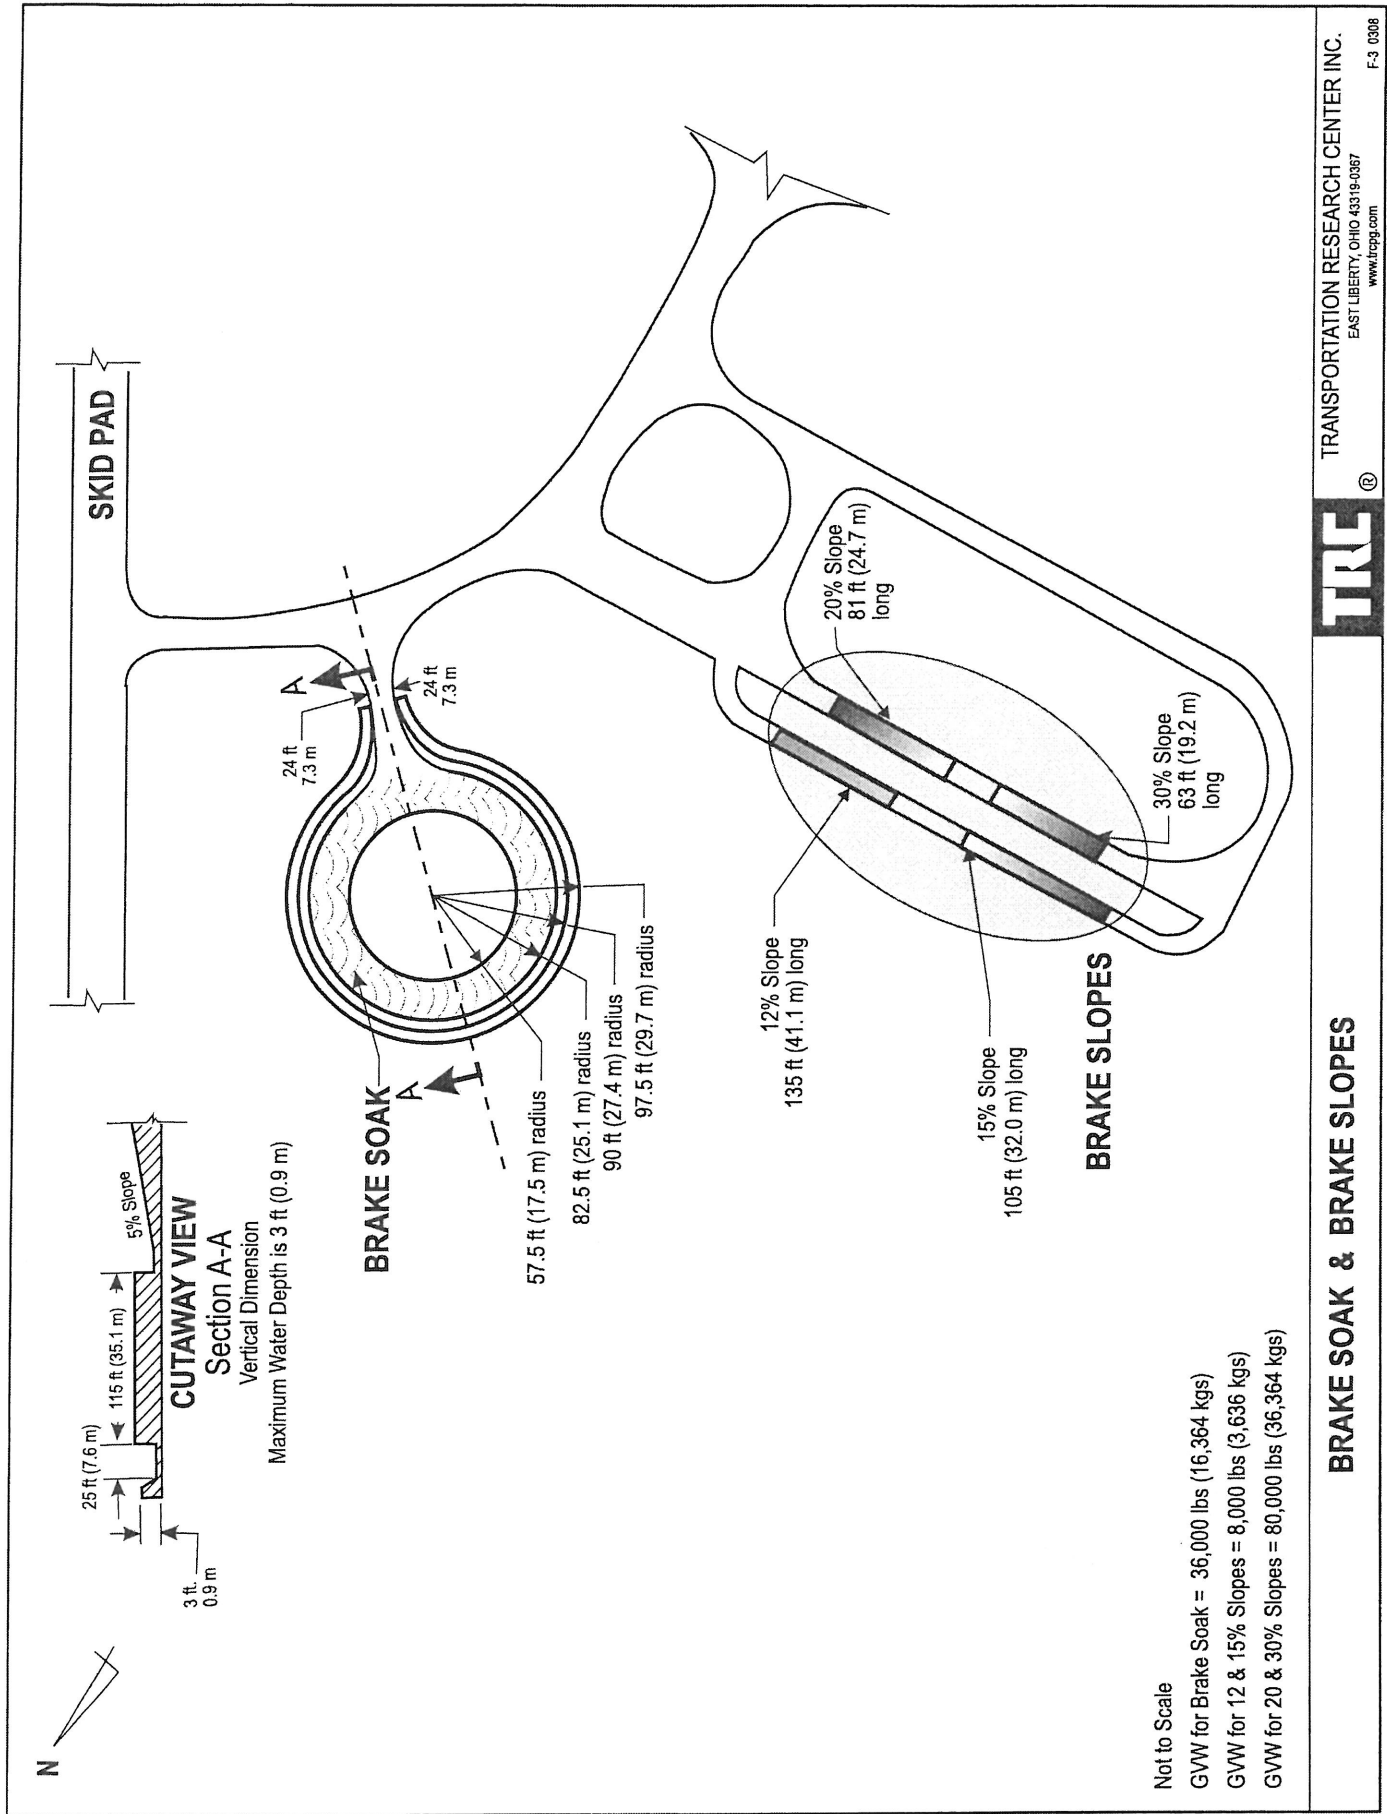 N
3 ft.
0.9 m
25 ft (7.6 m)
115 ft (35.1 m)
5% Slope
CUTAWAY VIEW
Section A-A
Vertical Dimension
Maximum Water Depth is 3 ft (0.9 m)
SKID PAD
BRAKE SOAK
A
A
24 ft
7.3 m
24 ft
7.3 m
57.5 ft (17.5 m) radius
82.5 ft (25.1 m) radius
90 ft (27.4 m) radius
97.5 ft (29.7 m) radius
12% Slope
135 ft (41.1 m) long
15% Slope
105 ft (32.0 m) long
20% Slope
81 ft (24.7 m)
long
30% Slope
63 ft (19.2 m)
long
BRAKE SLOPES
Not to Scale
GVW for Brake Soak = 36,000 lbs (16,364 kgs)
GVW for 12 & 15% Slopes = 8,000 lbs (3,636 kgs)
GVW for 20 & 30% Slopes = 80,000 lbs (36,364 kgs)
BRAKE SOAK & BRAKE SLOPES
TRC ®
TRANSPORTATION RESEARCH CENTER INC.
EAST LIBERTY, OHIO 43319-0367
www.trcpg.com
F-3 0308